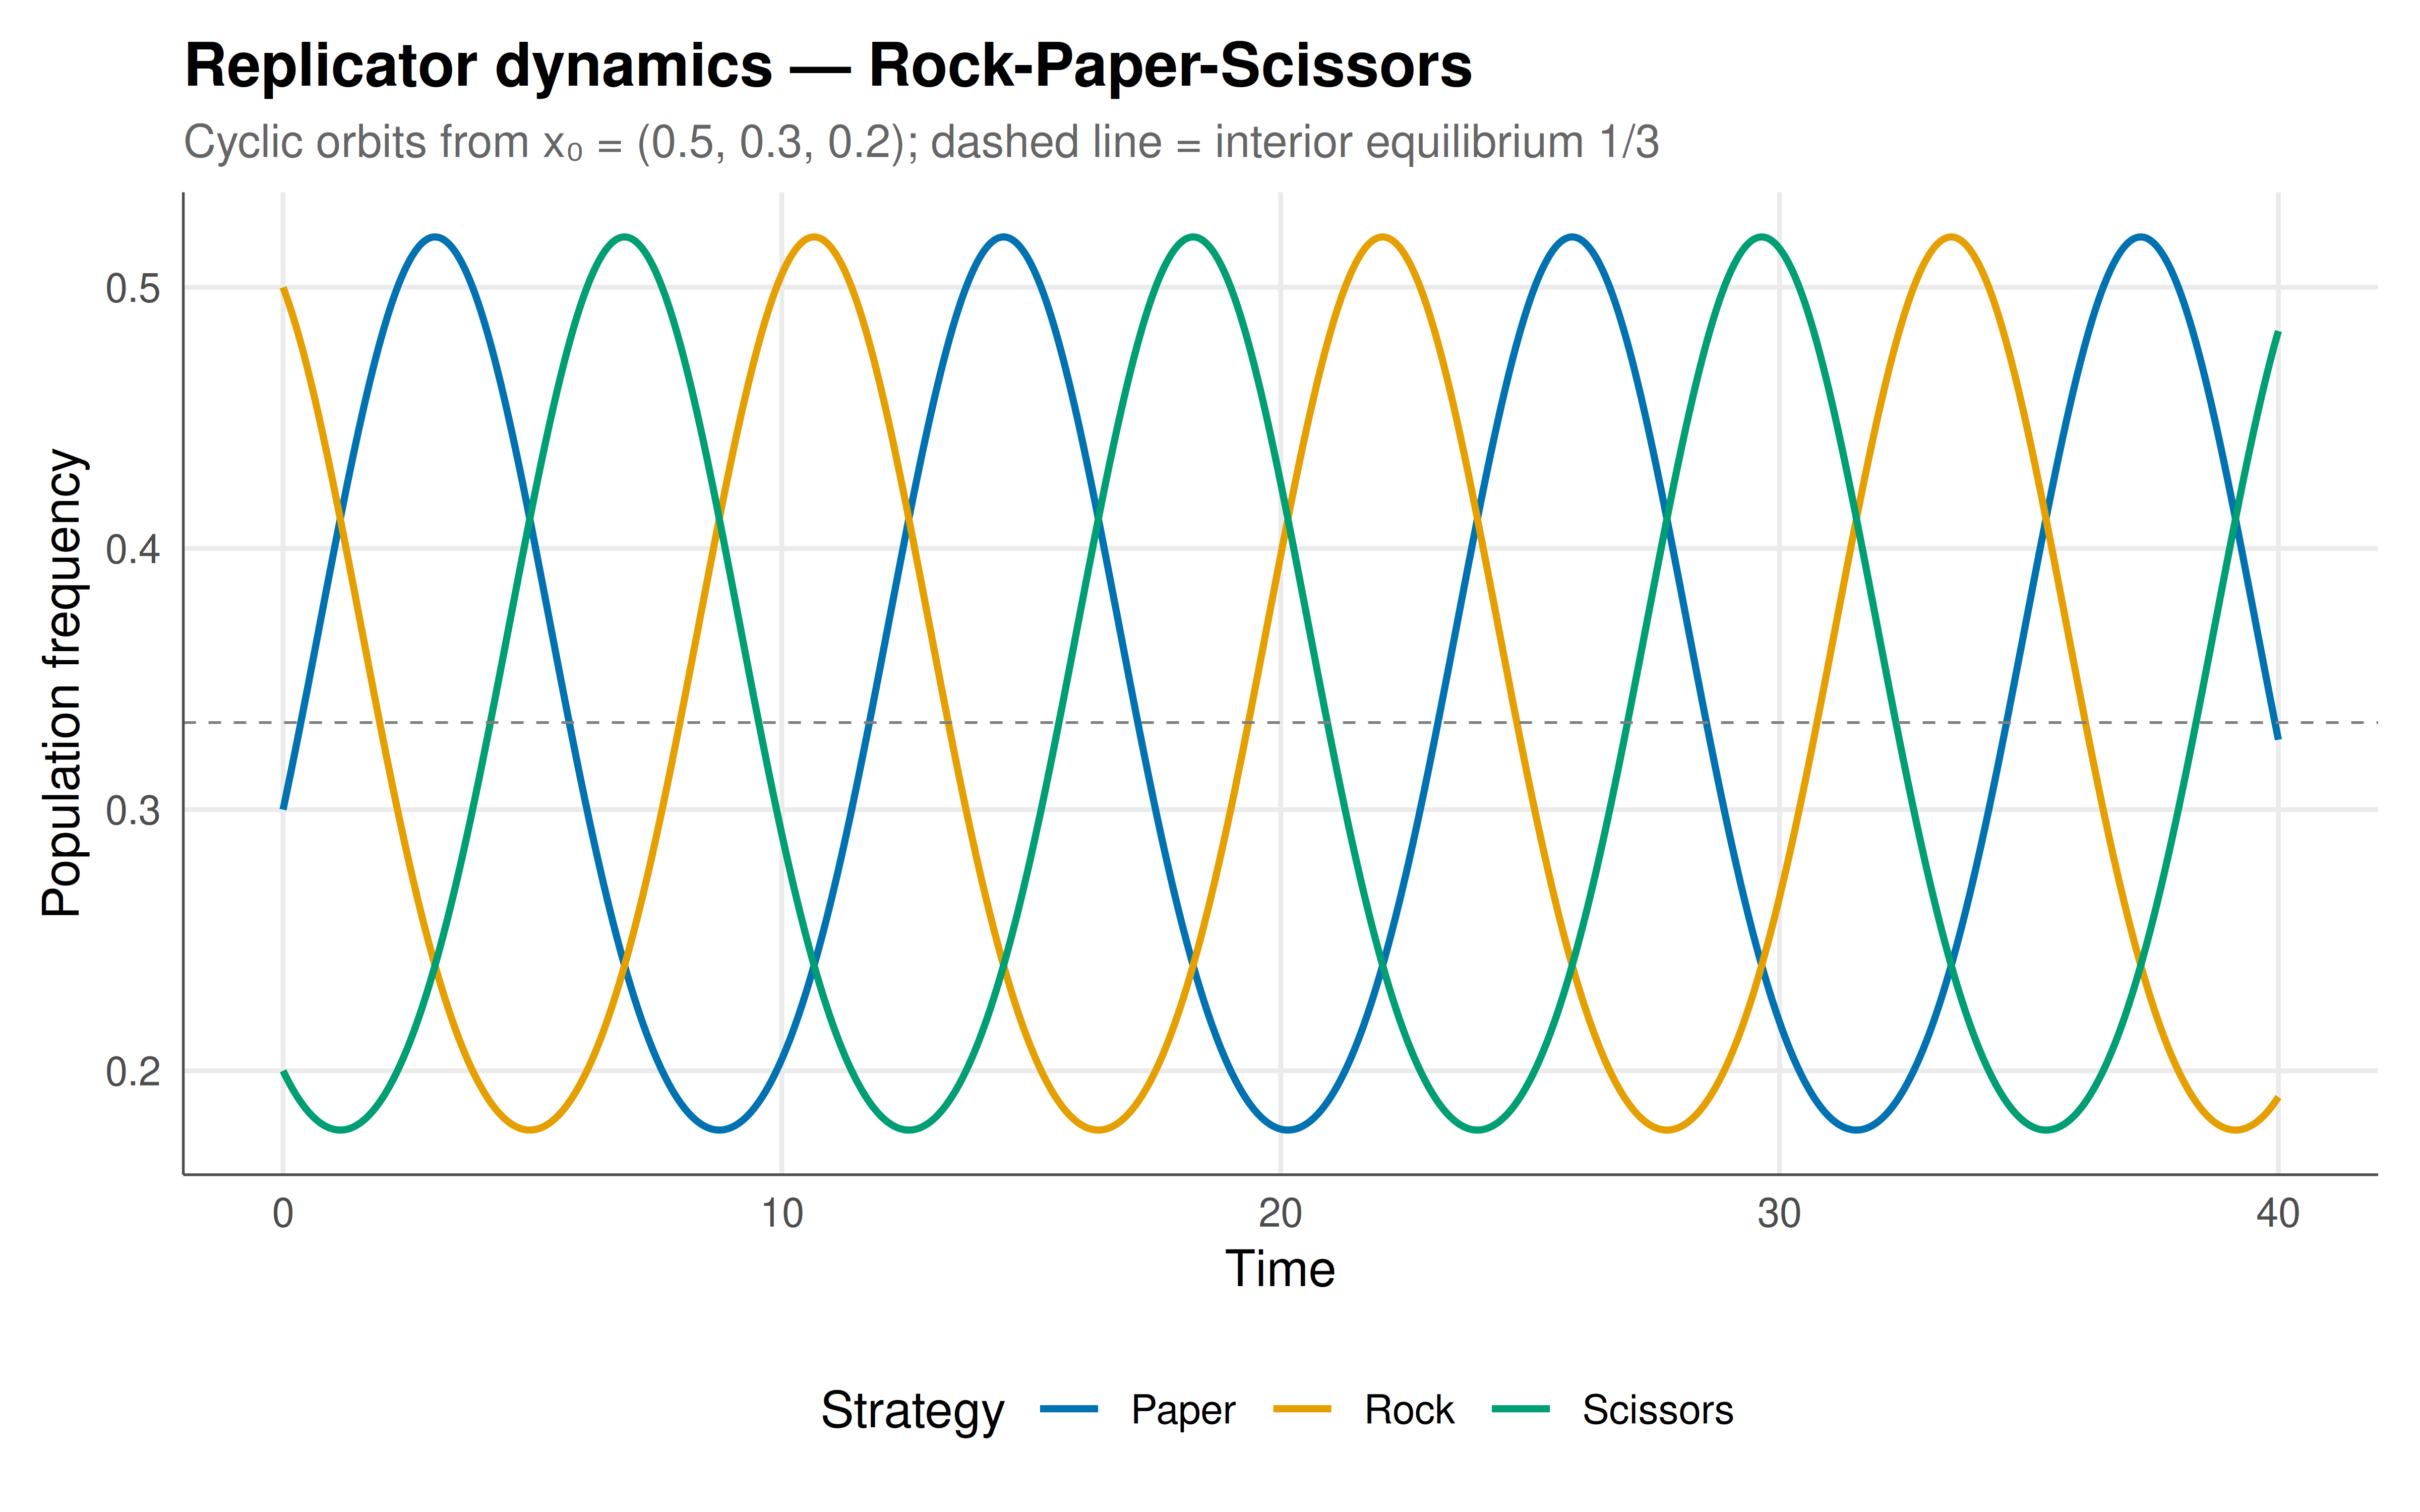 Replicator dynamics — Rock-Paper-Scissors
Cyclic orbits from x₀ = (0.5, 0.3, 0.2); dashed line = interior equilibrium 1/3
Population frequency
0.5
0.4
0.3
0.2
0 10 20 30 40
Time
Strategy Paper Rock Scissors